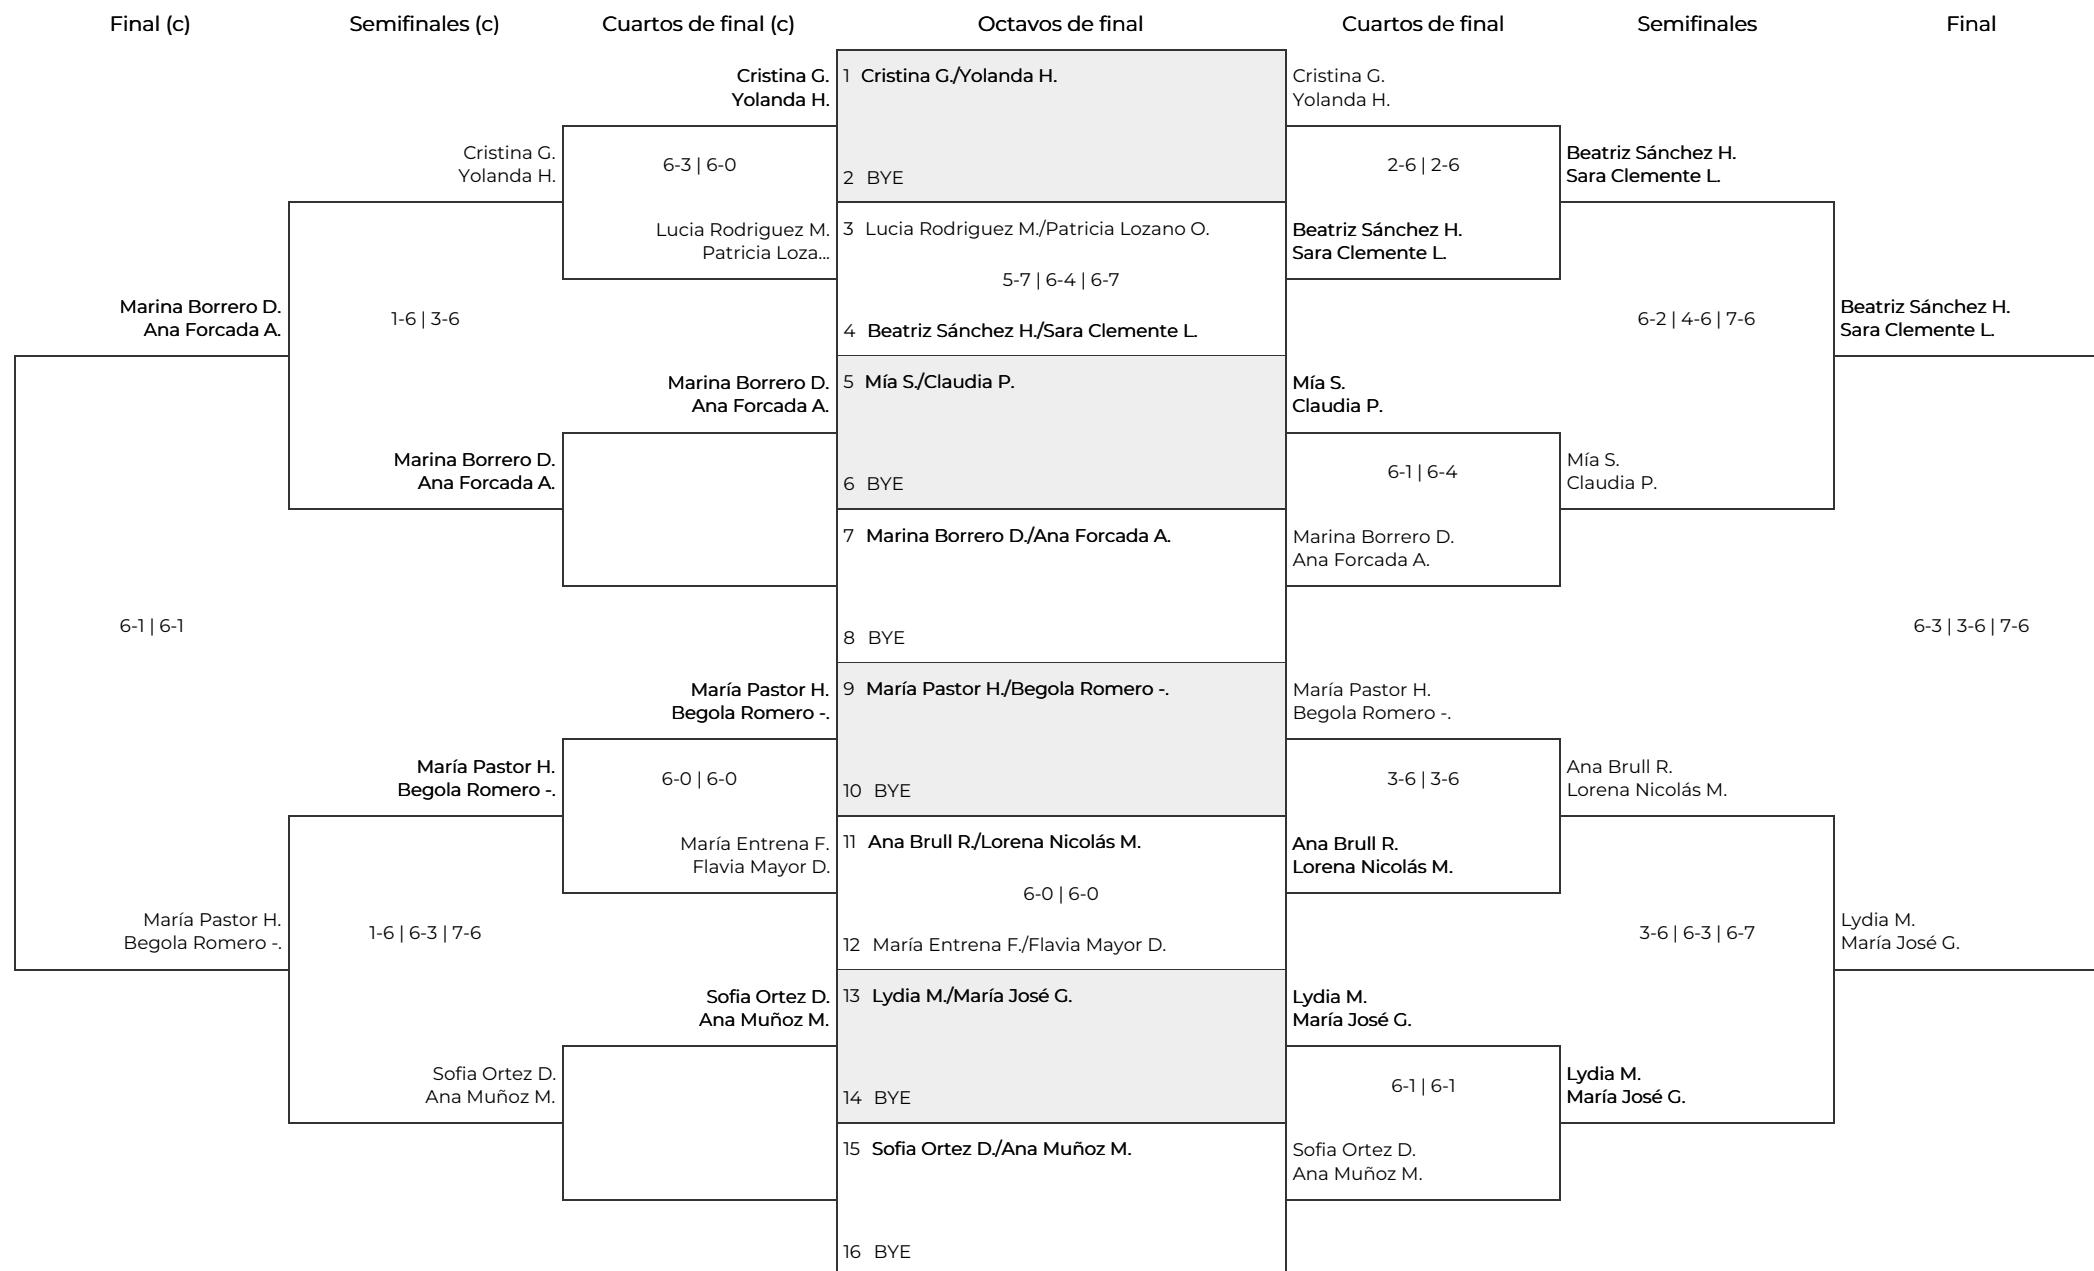 Final (c)
Semifinales (c)
Cuartos de final (c)
Octavos de final
Cuartos de final
Semifinales
Final
Marina Borrero D.
Ana Forcada A.
6-1 | 6-1
María Pastor H.
Begola Romero -.
Cristina G.
Yolanda H.
1-6 | 3-6
Marina Borrero D.
Ana Forcada A.
María Pastor H.
Begola Romero -.
1-6 | 6-3 | 7-6
Sofia Ortez D.
Ana Muñoz M.
Cristina G.
Yolanda H.
6-3 | 6-0
Lucia Rodriguez M.
Patricia Loza...
Marina Borrero D.
Ana Forcada A.
María Pastor H.
Begola Romero -.
6-0 | 6-0
María Entrena F.
Flavia Mayor D.
Sofia Ortez D.
Ana Muñoz M.
1 Cristina G./Yolanda H.
2 BYE
3 Lucia Rodriguez M./Patricia Lozano O.
5-7 | 6-4 | 6-7
4 Beatriz Sánchez H./Sara Clemente L.
5 Mía S./Claudia P.
6 BYE
7 Marina Borrero D./Ana Forcada A.
8 BYE
9 María Pastor H./Begola Romero -.
10 BYE
11 Ana Brull R./Lorena Nicolás M.
6-0 | 6-0
12 María Entrena F./Flavia Mayor D.
13 Lydia M./María José G.
14 BYE
15 Sofia Ortez D./Ana Muñoz M.
16 BYE
Cristina G.
Yolanda H.
2-6 | 2-6
Beatriz Sánchez H.
Sara Clemente L.
Mía S.
Claudia P.
6-1 | 6-4
Marina Borrero D.
Ana Forcada A.
María Pastor H.
Begola Romero -.
3-6 | 3-6
Ana Brull R.
Lorena Nicolás M.
Lydia M.
María José G.
6-1 | 6-1
Sofia Ortez D.
Ana Muñoz M.
Beatriz Sánchez H.
Sara Clemente L.
6-2 | 4-6 | 7-6
Mía S.
Claudia P.
Ana Brull R.
Lorena Nicolás M.
3-6 | 6-3 | 6-7
Lydia M.
María José G.
Beatriz Sánchez H.
Sara Clemente L.
6-3 | 3-6 | 7-6
Lydia M.
María José G.